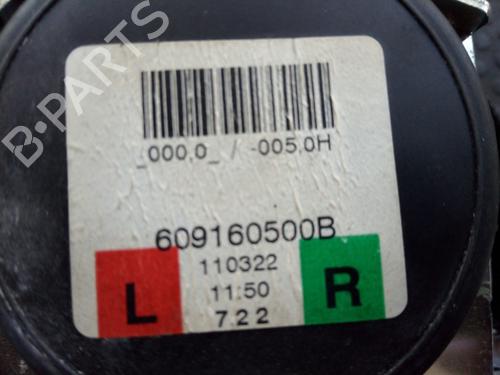 B-PARTS
_000,0_ / -005,0H
609160500B
L 110322 R
11:50
722